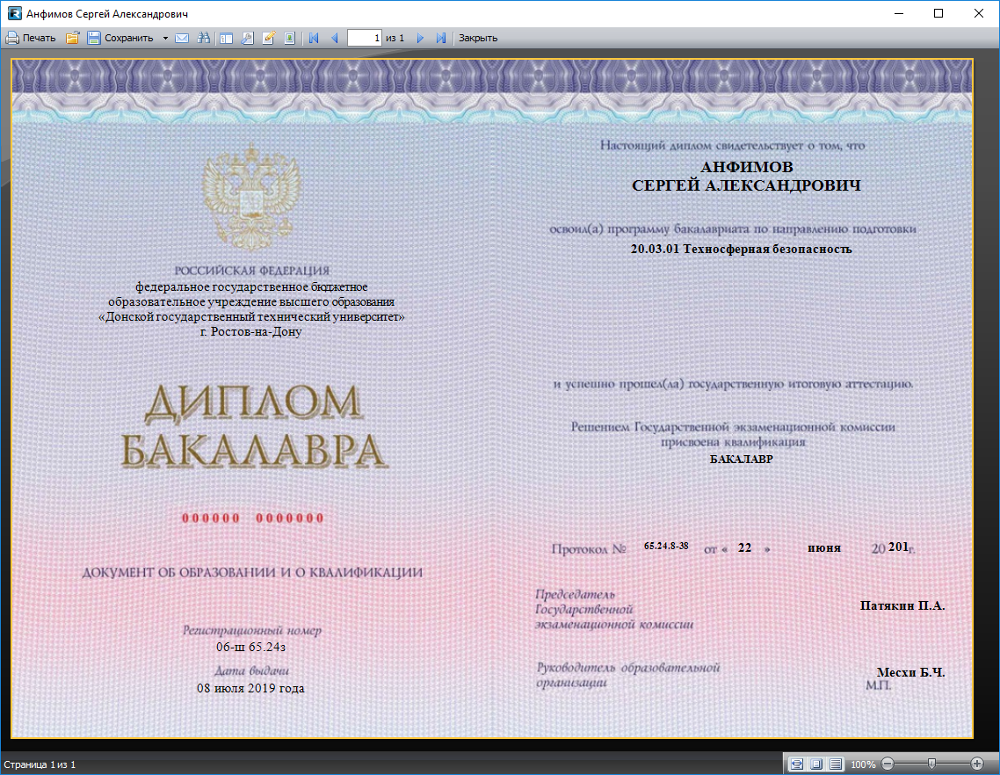 Анфимов Сергей Александрович
Печать Сохранить 1 из 1 Закрыть
РОССИЙСКАЯ ФЕДЕРАЦИЯ
федеральное государственное бюджетное
образовательное учреждение высшего образования
«Донской государственный технический университет»
г. Ростов-на-Дону
ДИПЛОМ
БАКАЛАВРА
000000 0000000
ДОКУМЕНТ ОБ ОБРАЗОВАНИИ И О КВАЛИФИКАЦИИ
Регистрационный номер
06-ш 65.24з
Дата выдачи
08 июля 2019 года
Настоящий диплом свидетельствует о том, что
АНФИМОВ
СЕРГЕЙ АЛЕКСАНДРОВИЧ
освоил(а) программу бакалавриата по направлению подготовки
20.03.01 Техносферная безопасность
и успешно прошел(ла) государственную итоговую аттестацию.
Решением Государственной экзаменационной комиссии
присвоена квалификация
БАКАЛАВР
Протокол № 65.24.8-38 от « 22 » июня 20 201г.
Председатель
Государственной
экзаменационной комиссии
Патякин П.А.
Руководитель образовательной
организации
Месхи Б.Ч.
М.П.
Страница 1 из 1
100%